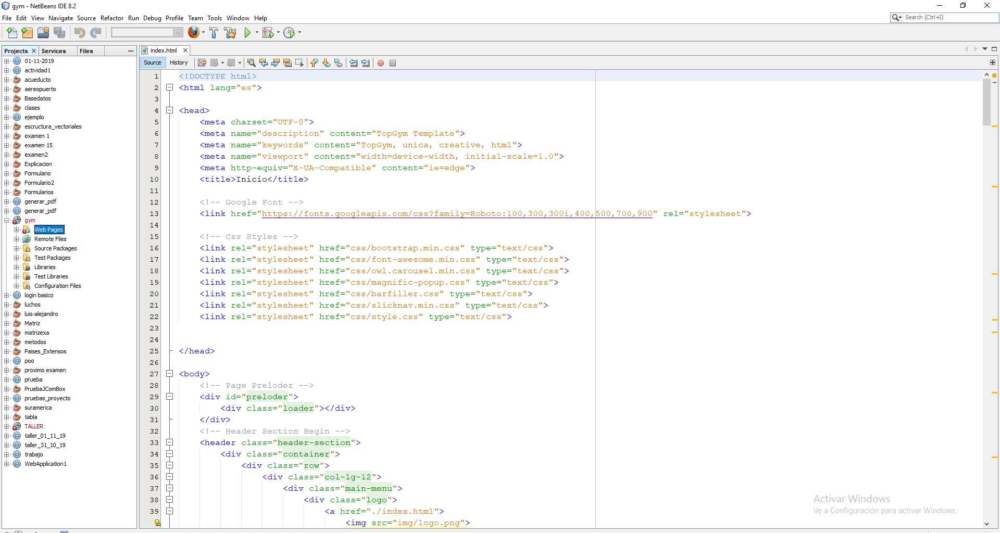 gym - NetBeans IDE 8.2
File Edit View Navigate Source Refactor Run Debug Profile Team Tools Window Help
Search (Ctrl+I)
Projects Services Files
01-11-2019
actividad1
acueducto
aereopuerto
Basedatos
clases
ejemplo
escructura_vectoriales
examen 1
examen 15
examen2
Explicacion
Formulario
Formulario2
Formularios
generar_pdf
generar_pdf
gym
Web Pages
Remote Files
Source Packages
Test Packages
Libraries
Test Libraries
Configuration Files
login basico
luchos
luis-alejandro
Matriz
matrizexa
metodos
Paises_Extensos
poo
proximo examen
prueba
PruebaJComBox
pruebas_proyecto
suramerica
tabla
TALLER
taller_01_11_19
taller_31_10_19
trabajo
WebApplication1
index.html
Source History
1 <!DOCTYPE html>
2 <html lang="es">
3
4 <head>
5 <meta charset="UTF-8">
6 <meta name="description" content="TopGym Template">
7 <meta name="keywords" content="TopGym, unica, creative, html">
8 <meta name="viewport" content="width=device-width, initial-scale=1.0">
9 <meta http-equiv="X-UA-Compatible" content="ie=edge">
10 <title>Inicio</title>
11
12 <!-- Google Font -->
13 <link href="https://fonts.googleapis.com/css?family=Roboto:100,300,300i,400,500,700,900" rel="stylesheet">
14
15 <!-- Css Styles -->
16 <link rel="stylesheet" href="css/bootstrap.min.css" type="text/css">
17 <link rel="stylesheet" href="css/font-awesome.min.css" type="text/css">
18 <link rel="stylesheet" href="css/owl.carousel.min.css" type="text/css">
19 <link rel="stylesheet" href="css/magnific-popup.css" type="text/css">
20 <link rel="stylesheet" href="css/barfiller.css" type="text/css">
21 <link rel="stylesheet" href="css/slicknav.min.css" type="text/css">
22 <link rel="stylesheet" href="css/style.css" type="text/css">
23
24
25 </head>
26
27 <body>
28 <!-- Page Preloder -->
29 <div id="preloder">
30 <div class="loader"></div>
31 </div>
32 <!-- Header Section Begin -->
33 <header class="header-section">
34 <div class="container">
35 <div class="row">
36 <div class="col-lg-12">
37 <div class="main-menu">
38 <div class="logo">
39 <a href="./index.html">
<img src="img/logo.png">
Activar Windows
Ve a Configuración para activar Windows.